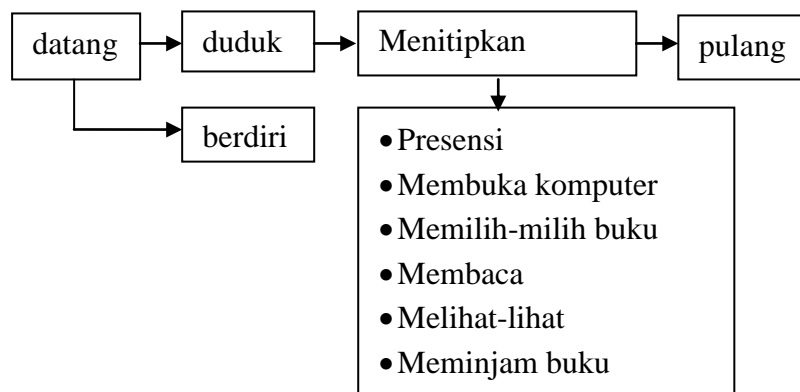 datang
duduk
Menitipkan
pulang
berdiri
• Presensi
• Membuka komputer
• Memilih-milih buku
• Membaca
• Melihat-lihat
• Meminjam buku